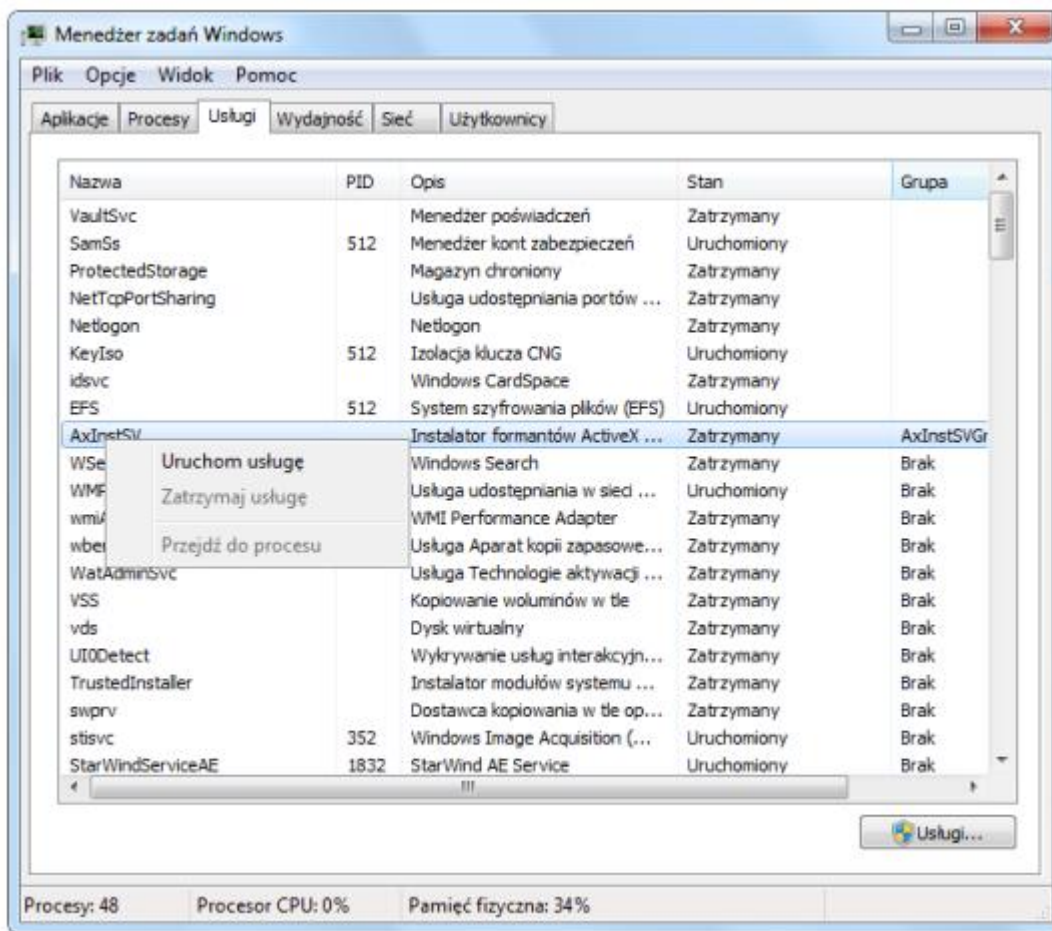 Menedżer zadań Windows
Plik Opcje Widok Pomoc
Aplikacje Procesy Usługi Wydajność Sieć Użytkownicy
Nazwa PID Opis Stan Grupa
VaultSvc Menedżer poświadczeń Zatrzymany
SamSs 512 Menedżer kont zabezpieczeń Uruchomiony
ProtectedStorage Magazyn chroniony Zatrzymany
NetTcpPortSharing Usługa udostępniania portów ... Zatrzymany
Netlogon Netlogon Zatrzymany
KeyIso 512 Izolacja klucza CNG Uruchomiony
idsvc Windows CardSpace Zatrzymany
EFS 512 System szyfrowania plików (EFS) Uruchomiony
AxInstSV Instalator formantów ActiveX ... Zatrzymany AxInstSVGr
WSe Uruchom usługę Windows Search Zatrzymany Brak
WMP Zatrzymaj usługę Usługa udostępniania w sieci ... Uruchomiony Brak
wmiA WMI Performance Adapter Zatrzymany Brak
wber Przejdź do procesu Usługa Aparat kopii zapasowe... Zatrzymany Brak
WatAdminSvc Usługa Technologie aktywacji ... Zatrzymany Brak
VSS Kopiowanie woluminów w tle Zatrzymany Brak
vds Dysk wirtualny Zatrzymany Brak
UI0Detect Wykrywanie usług interakcyjn... Zatrzymany Brak
TrustedInstaller Instalator modułów systemu ... Zatrzymany Brak
swprv Dostawca kopiowania w tle op... Zatrzymany Brak
stisvc 352 Windows Image Acquisition (... Uruchomiony Brak
StarWindServiceAE 1832 StarWind AE Service Uruchomiony Brak
Usługi...
Procesy: 48 Procesor CPU: 0% Pamięć fizyczna: 34%